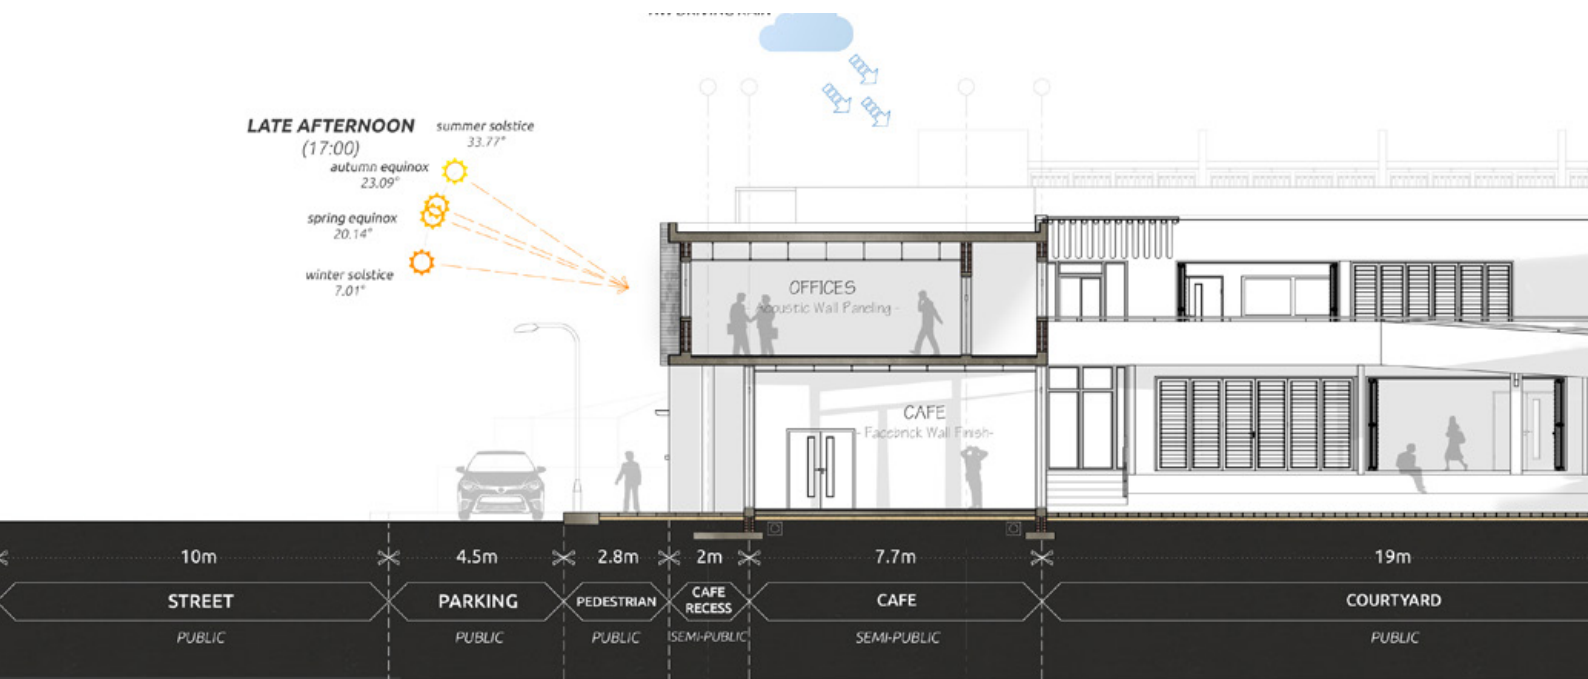 LATE AFTERNOON
(17:00)
summer solstice
33.77°
autumn equinox
23.09°
spring equinox
20.14°
winter solstice
7.01°
OFFICES
Acoustic Wall Paneling -
CAFE
- Facebrick Wall Finish-
10m
4.5m
2.8m
2m
7.7m
19m
STREET
PARKING
PEDESTRIAN
CAFE
RECESS
CAFE
COURTYARD
PUBLIC
PUBLIC
PUBLIC
SEMI-PUBLIC
SEMI-PUBLIC
PUBLIC